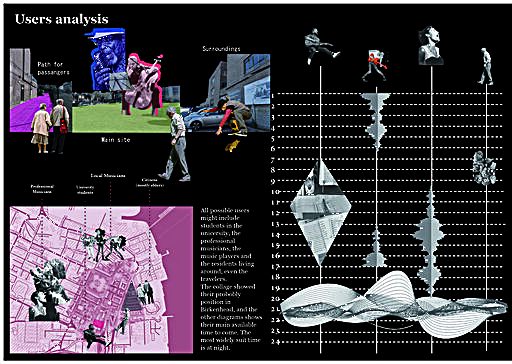 Users analysis
Path for
passangers
Surroundings
Main site
Local Musicians
Professional
Musicians
University
students
Citizens
(mostly elders)
All possible users
might include
students in the
university, the
professional
musicians, the
music players and
the residents living
around, even the
travelers.
The collage showed
their probably
position in
Birkenhead, and the
other diagrams shows
their main available
time to come. The
most widely suit time
is at night.
1
2
3
4
5
6
7
8
9
10
11
12
13
14
15
16
17
18
19
20
21
22
23
24